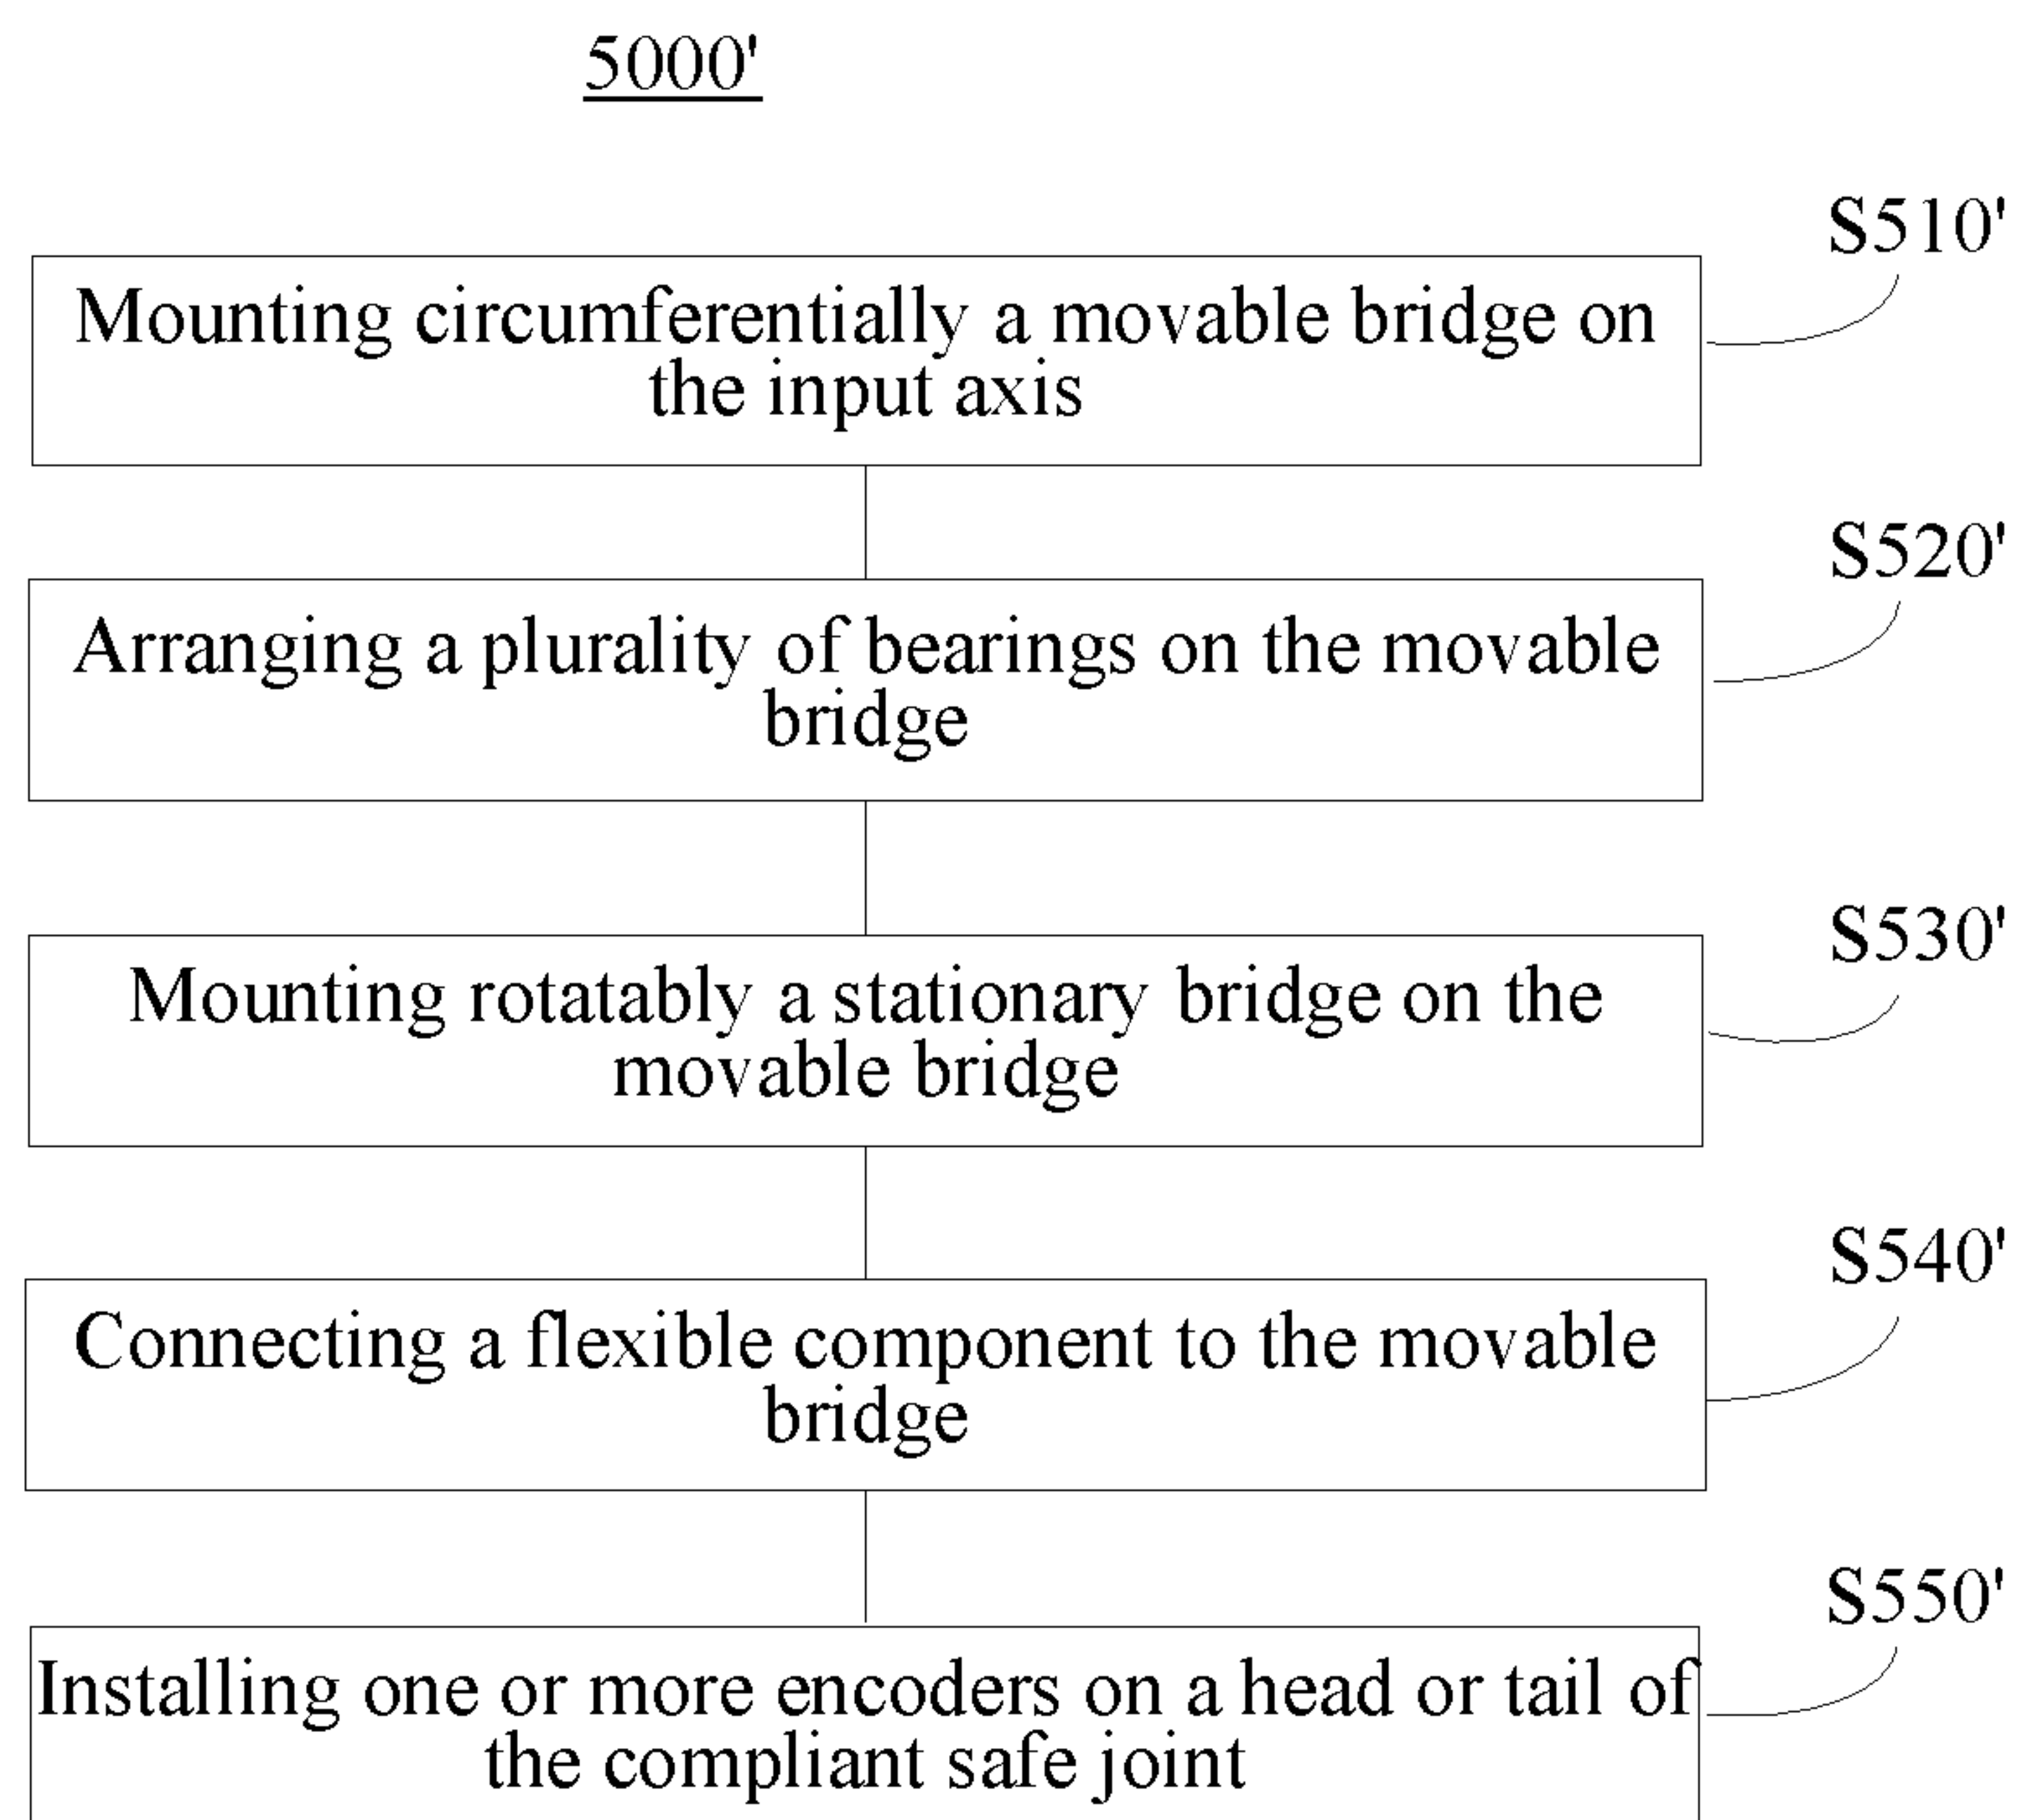 5000'
S510'
Mounting circumferentially a movable bridge on
the input axis
S520'
Arranging a plurality of bearings on the movable
bridge
S530'
Mounting rotatably a stationary bridge on the
movable bridge
S540'
Connecting a flexible component to the movable
bridge
S550'
Installing one or more encoders on a head or tail of
the compliant safe joint